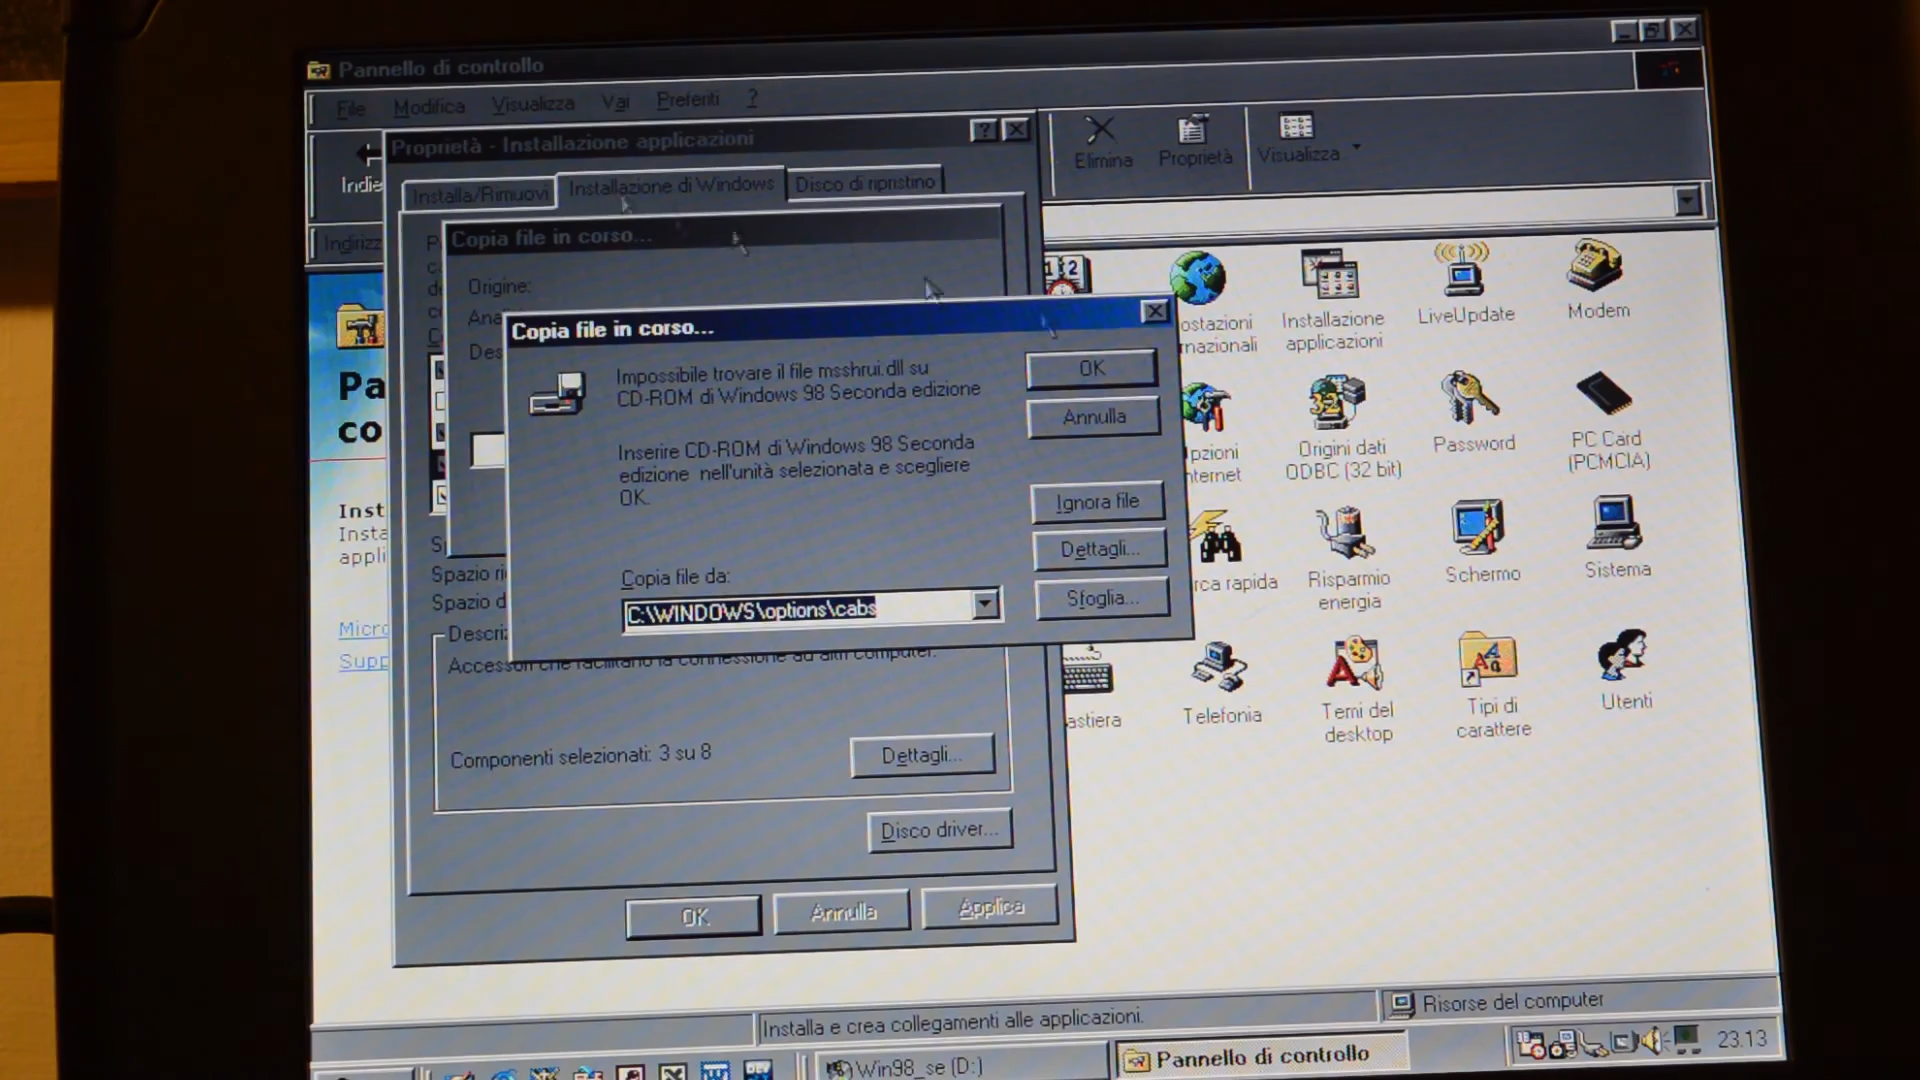 Pannello di controllo
File Modifica Visualizza Vai Preferiti ?
Proprietà - Installazione applicazioni
Elimina Proprietà Visualizza
Installa/Rimuovi Installazione di Windows Disco di ripristino
Indirizz
Copia file in corso...
Origine:
Copia file in corso...
Impossibile trovare il file msshrui.dll su
CD-ROM di Windows 98 Seconda edizione
Inserire CD-ROM di Windows 98 Seconda
edizione nell'unità selezionata e scegliere
OK.
Copia file da:
C:\WINDOWS\options\cabs
OK
Annulla
Ignora file
Dettagli...
Sfoglia...
Componenti selezionati: 3 su 8
Dettagli...
Disco driver...
OK Annulla Applica
Installazione
applicazioni
LiveUpdate
Modem
Origini dati
ODBC (32 bit)
Password
PC Card
(PCMCIA)
Risparmio
energia
Schermo
Sistema
Telefonia
Temi del
desktop
Tipi di
carattere
Utenti
Installa e crea collegamenti alle applicazioni.
Risorse del computer
Win98_se (D:)
Pannello di controllo
23.13